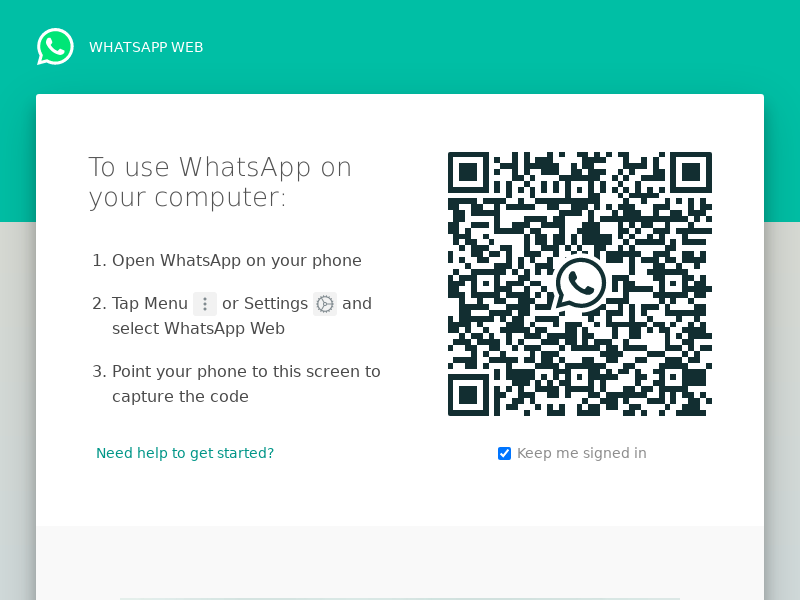 WHATSAPP WEB
To use WhatsApp on
your computer:
1. Open WhatsApp on your phone
2. Tap Menu or Settings and
select WhatsApp Web
3. Point your phone to this screen to
capture the code
Need help to get started?
Keep me signed in